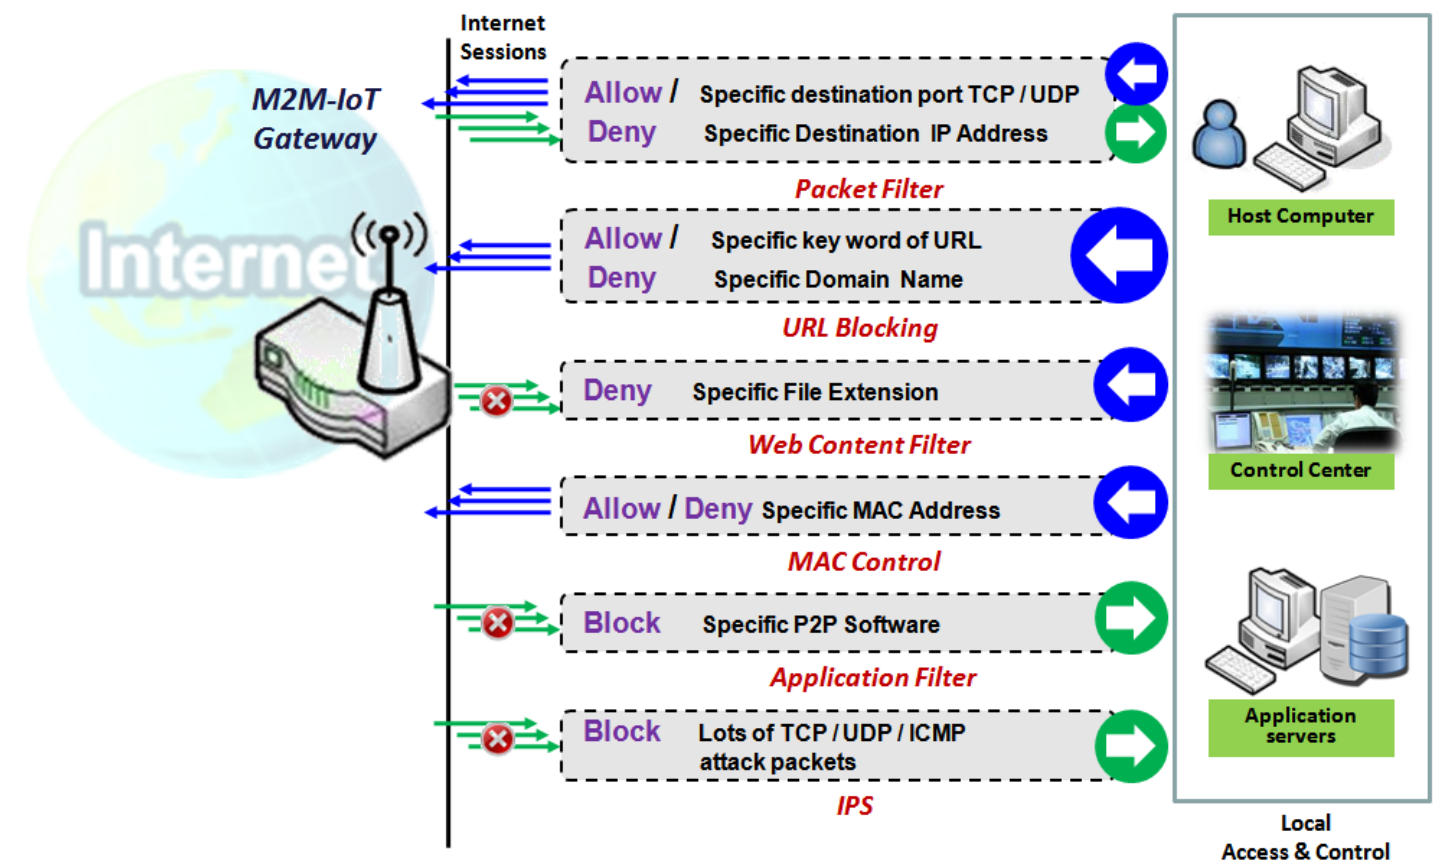 Internet
Sessions
M2M-IoT
Gateway
Internet
Allow / Specific destination port TCP / UDP
Deny Specific Destination IP Address
Packet Filter
Allow / Specific key word of URL
Deny Specific Domain Name
URL Blocking
Deny Specific File Extension
Web Content Filter
Allow / Deny Specific MAC Address
MAC Control
Block Specific P2P Software
Application Filter
Block Lots of TCP / UDP / ICMP
attack packets
IPS
Host Computer
Control Center
Application
servers
Local
Access & Control